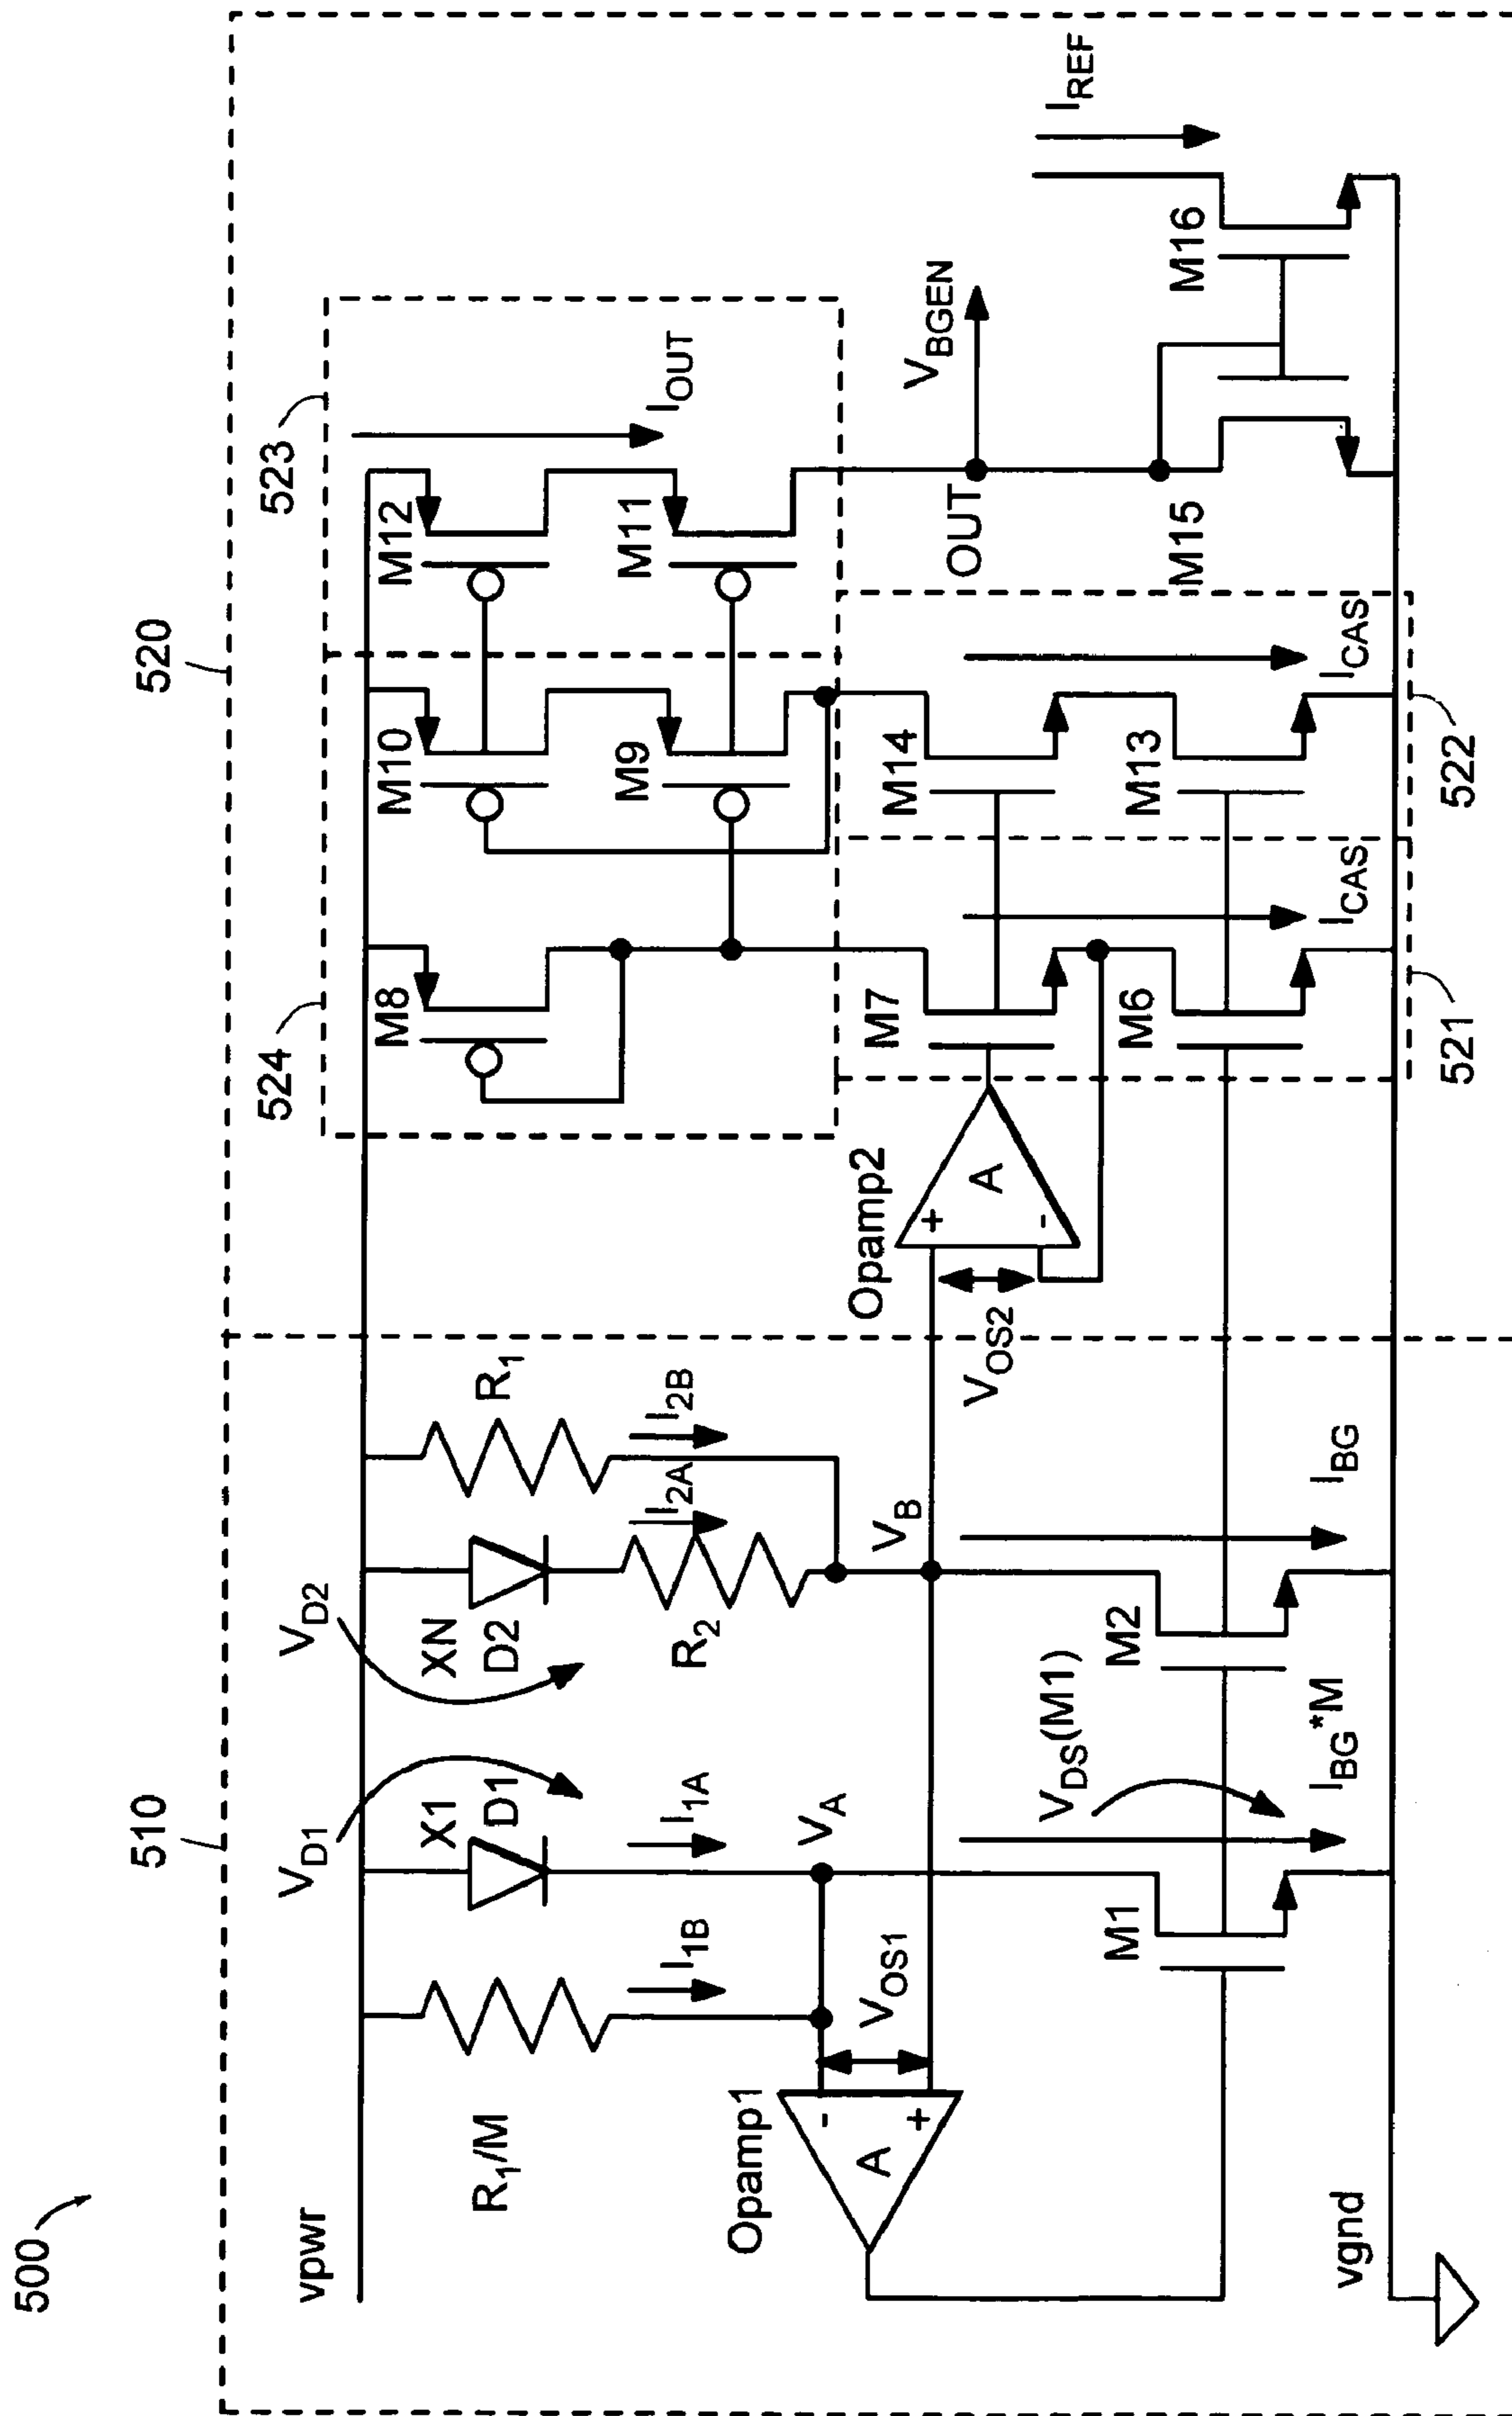 500
510
520
vpwr
R1/M
I1B
VD1
X1
D1
I1A
VA
VD2
XN
D2
R2
I2A
R1
I2B
VB
Opamp1
-
+
A
VOS1
M1
VDS(M1)
IBG*M
M2
IBG
vgnd
Opamp2
+
-
A
VOS2
524
M8
M10
M9
523
M12
M11
IOUT
M7
M6
ICAS
521
M14
M13
ICAS
522
OUT
VBGEN
M15
M16
IREF